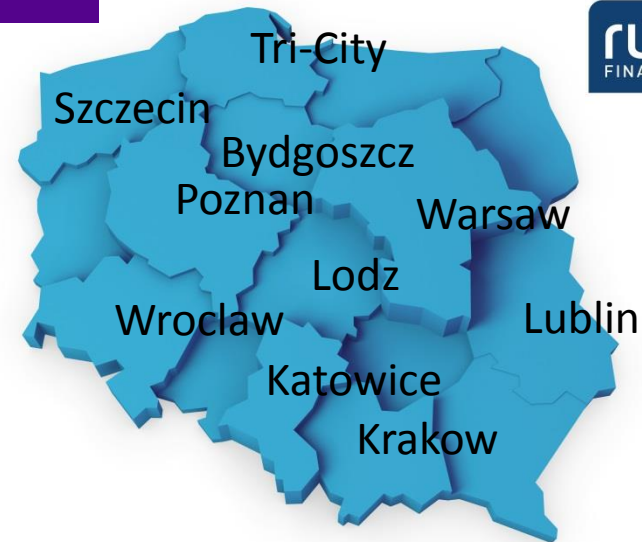 Tri-City
Szczecin
Bydgoszcz
Poznan
Warsaw
Lodz
Wroclaw
Lublin
Katowice
Krakow